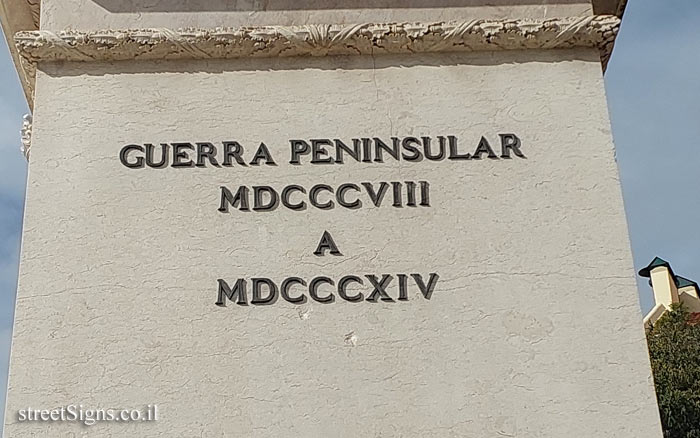 GUERRA PENINSULAR
MDCCCVIII
A
MDCCCXIV
streetSigns.co.il